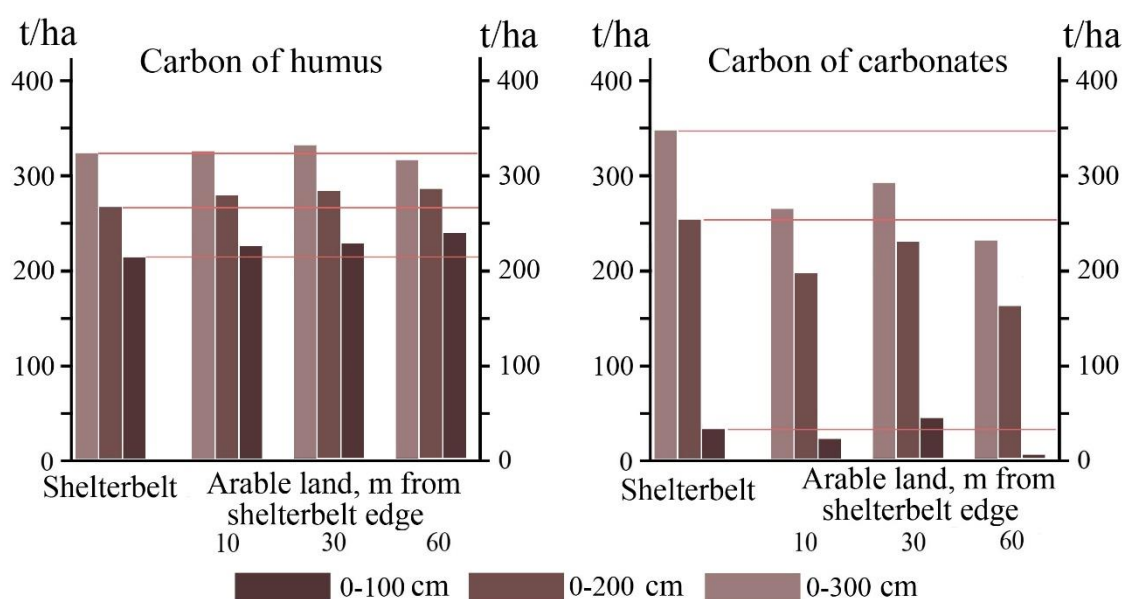 t/ha
t/ha
Carbon of humus
400
300
200
100
0
400
300
200
100
0
Shelterbelt
Arable land, m from
shelterbelt edge
10 30 60
t/ha
t/ha
Carbon of carbonates
400
300
200
100
0
400
300
200
100
0
Shelterbelt
Arable land, m from
shelterbelt edge
10 30 60
0-100 cm 0-200 cm 0-300 cm